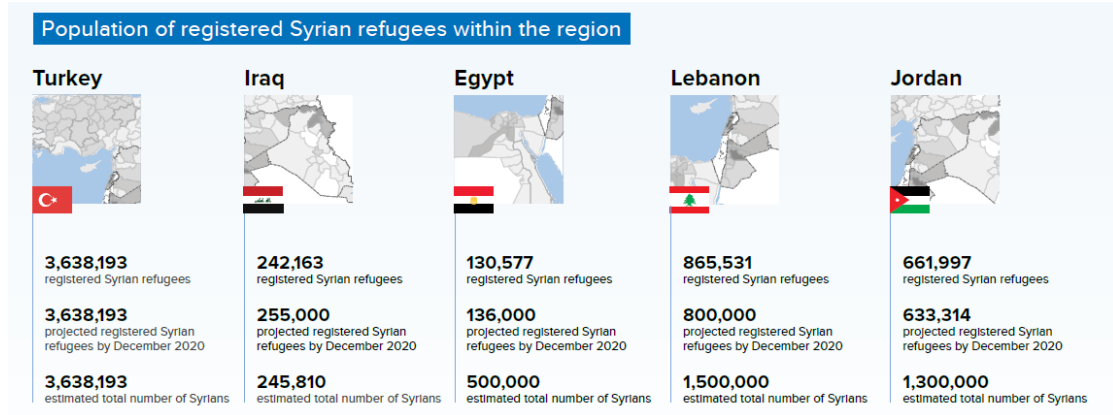 Population of registered Syrian refugees within the region
Turkey
3,638,193
registered Syrian refugees
3,638,193
projected registered Syrian
refugees by December 2020
3,638,193
estimated total number of Syrians
Iraq
242,163
registered Syrian refugees
255,000
projected registered Syrian
refugees by December 2020
245,810
estimated total number of Syrians
Egypt
130,577
registered Syrian refugees
136,000
projected registered Syrian
refugees by December 2020
500,000
estimated total number of Syrians
Lebanon
865,531
registered Syrian refugees
800,000
projected registered Syrian
refugees by December 2020
1,500,000
estimated total number of Syrians
Jordan
661,997
registered Syrian refugees
633,314
projected registered Syrian
refugees by December 2020
1,300,000
estimated total number of Syrians